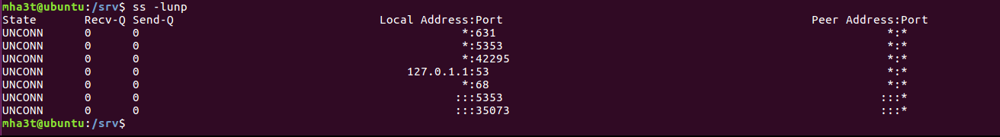 mha3t@ubuntu:/srv$ ss -lunp
State Recv-Q Send-Q Local Address:Port Peer Address:Port
UNCONN 0 0 *:631 *:*
UNCONN 0 0 *:5353 *:*
UNCONN 0 0 *:42295 *:*
UNCONN 0 0 127.0.1.1:53 *:*
UNCONN 0 0 *:68 *:*
UNCONN 0 0 :::5353 :::*
UNCONN 0 0 :::35073 :::*
mha3t@ubuntu:/srv$